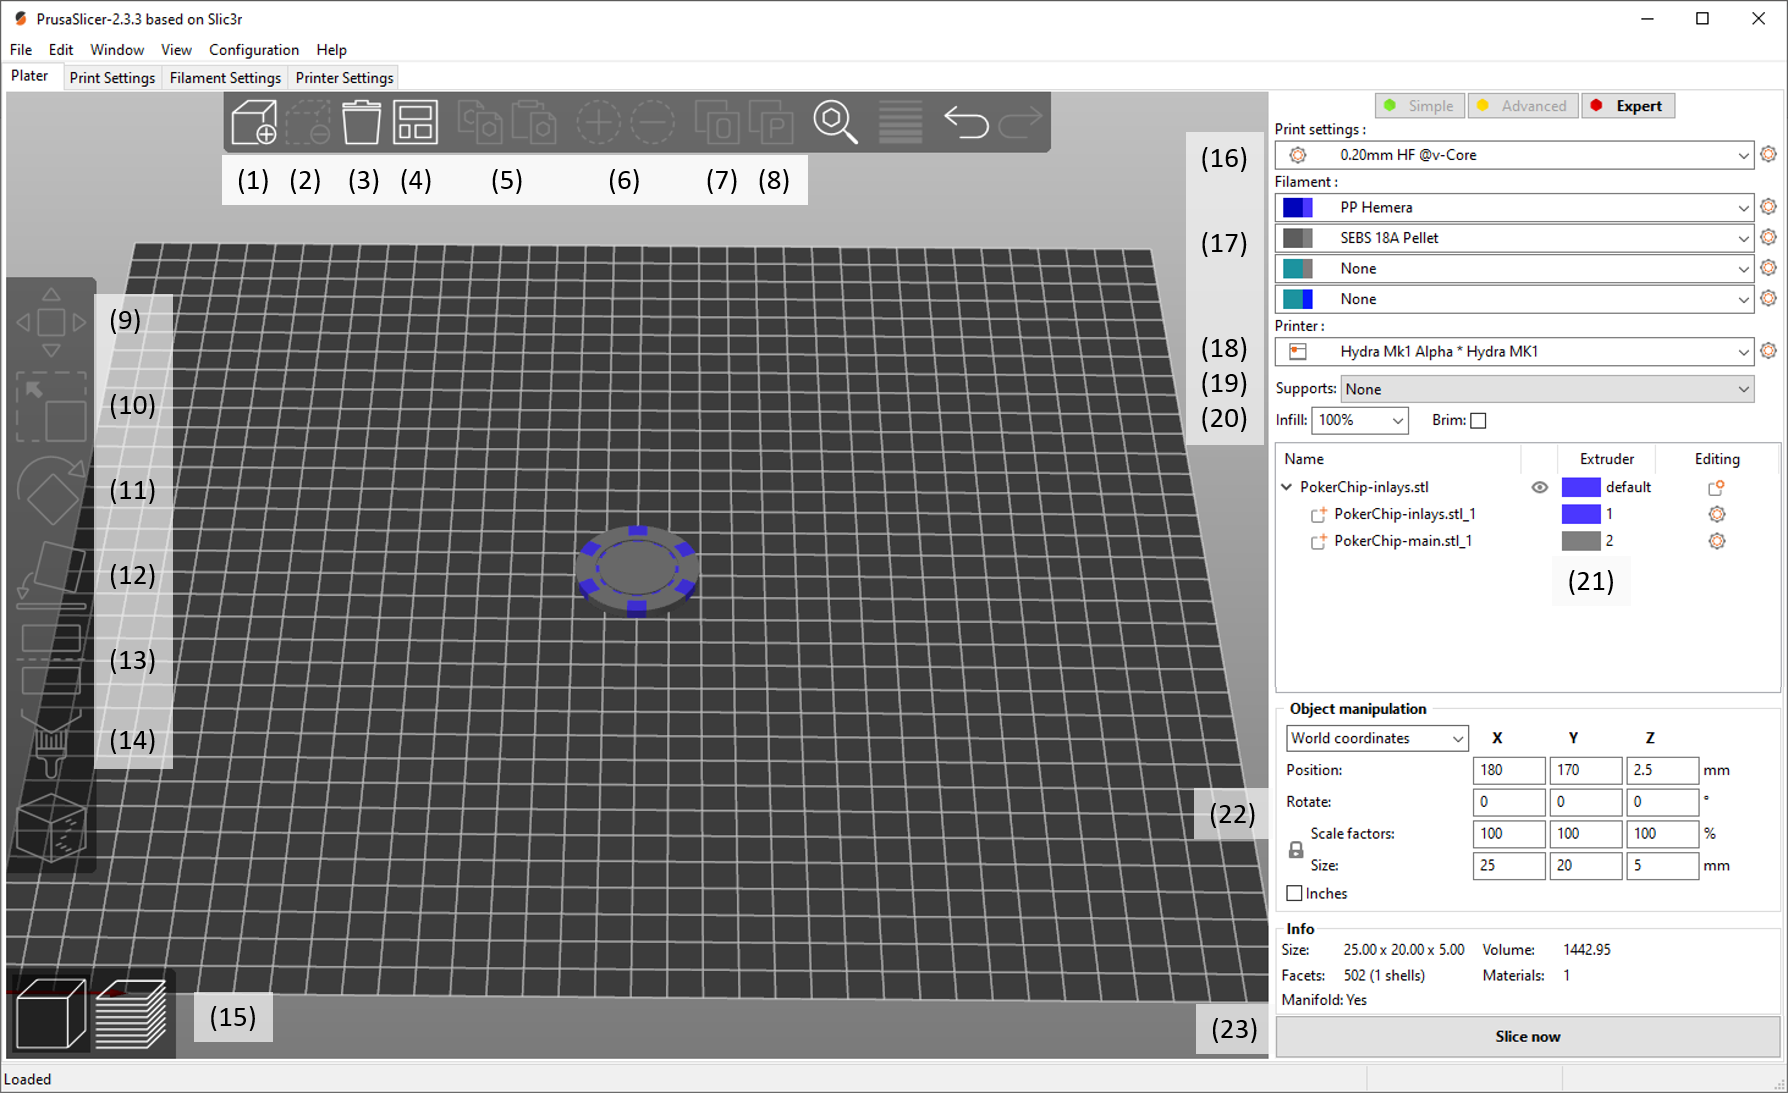 PrusaSlicer-2.3.3 based on Slic3r
File Edit Window View Configuration Help
Plater Print Settings Filament Settings Printer Settings
(1) (2) (3) (4) (5) (6) (7) (8)
O P
(9)
(10)
(11)
(12)
(13)
(14)
(15)
(16)
(17)
(18)
(19)
(20)
(22)
(23)
Simple Advanced Expert
Print settings :
0.20mm HF @v-Core
Filament :
PP Hemera
SEBS 18A Pellet
None
None
Printer :
Hydra Mk1 Alpha * Hydra MK1
Supports: None
Infill: 100% Brim:
Name Extruder Editing
PokerChip-inlays.stl default
PokerChip-inlays.stl_1 1
PokerChip-main.stl_1 2
(21)
Object manipulation
World coordinates X Y Z
Position: 180 170 2.5 mm
Rotate: 0 0 0 °
Scale factors: 100 100 100 %
Size: 25 20 5 mm
Inches
Info
Size: 25.00 x 20.00 x 5.00 Volume: 1442.95
Facets: 502 (1 shells) Materials: 1
Manifold: Yes
Slice now
Loaded